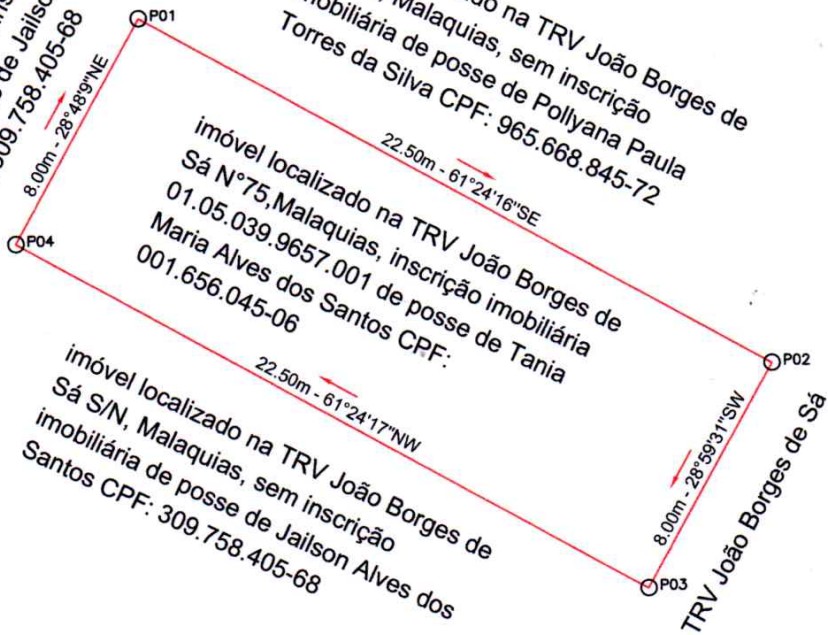 de Jailso
309.758.405-68
P01
do na TRV João Borges de
Malaquias, sem inscrição
imobiliária de posse de Pollyana Paula
Torres da Silva CPF: 965.668.845-72
8.00m - 28°48'9"NE
22.50m - 61°24'16"SE
P04
imóvel localizado na TRV João Borges de
Sá N°75,Malaquias, inscrição imobiliária
01.05.039.9657.001 de posse de Tania
Maria Alves dos Santos CPF:
001.656.045-06
P02
22.50m - 61°24'17"NW
8.00m - 28°59'31"SW
imóvel localizado na TRV João Borges de
Sá S/N, Malaquias, sem inscrição
imobiliária de posse de Jailson Alves dos
Santos CPF: 309.758.405-68
P03
TRV João Borges de Sá